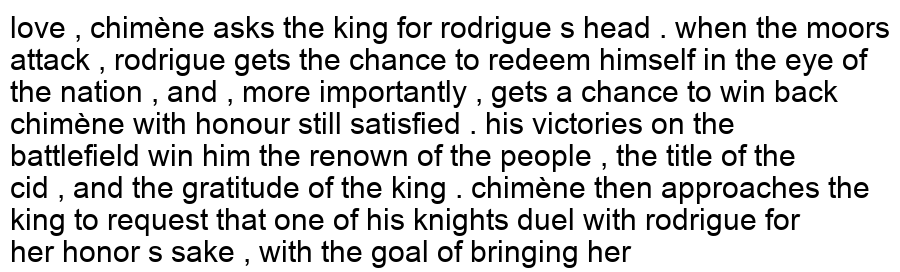 love , chimène asks the king for rodrigue s head . when the moors
attack , rodrigue gets the chance to redeem himself in the eye of
the nation , and , more importantly , gets a chance to win back
chimène with honour still satisfied . his victories on the
battlefield win him the renown of the people , the title of the
cid , and the gratitude of the king . chimène then approaches the
king to request that one of his knights duel with rodrigue for
her honor s sake , with the goal of bringing her